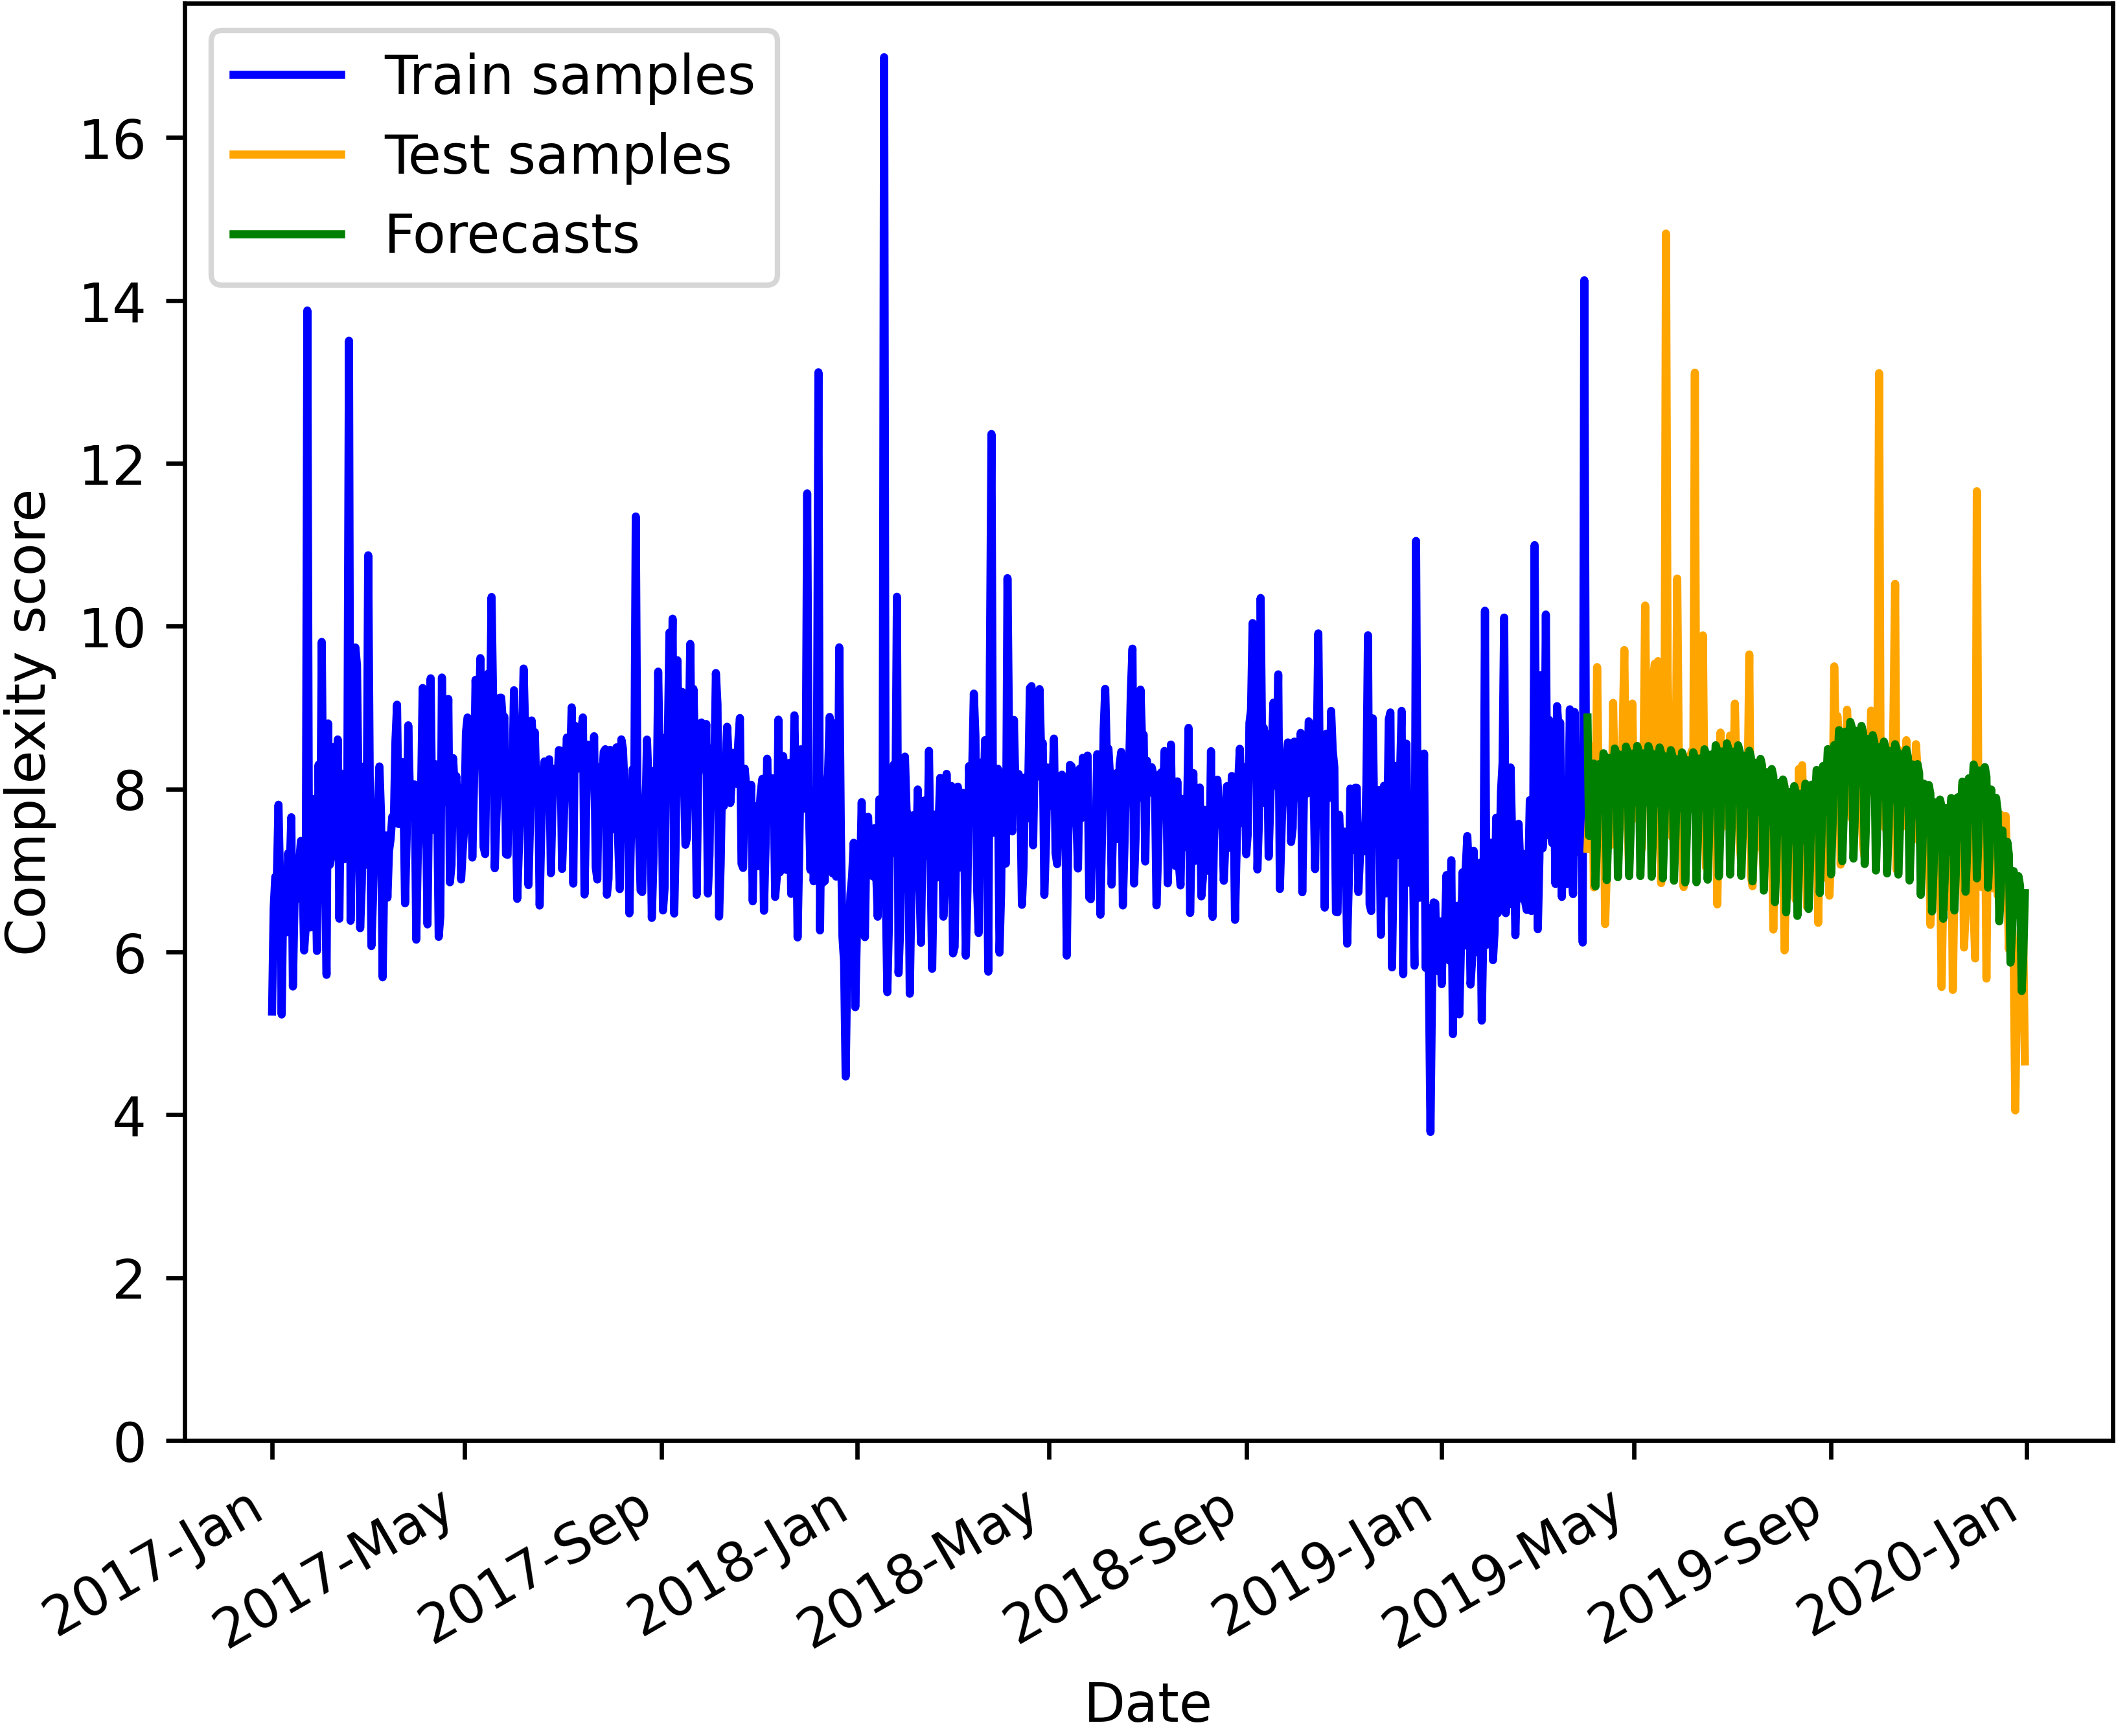 Train samples
Test samples
Forecasts
16
14
12
10
8
6
4
2
0
Complexity score
2017-Jan
2017-May
2017-Sep
2018-Jan
2018-May
2018-Sep
2019-Jan
2019-May
2019-Sep
2020-Jan
Date